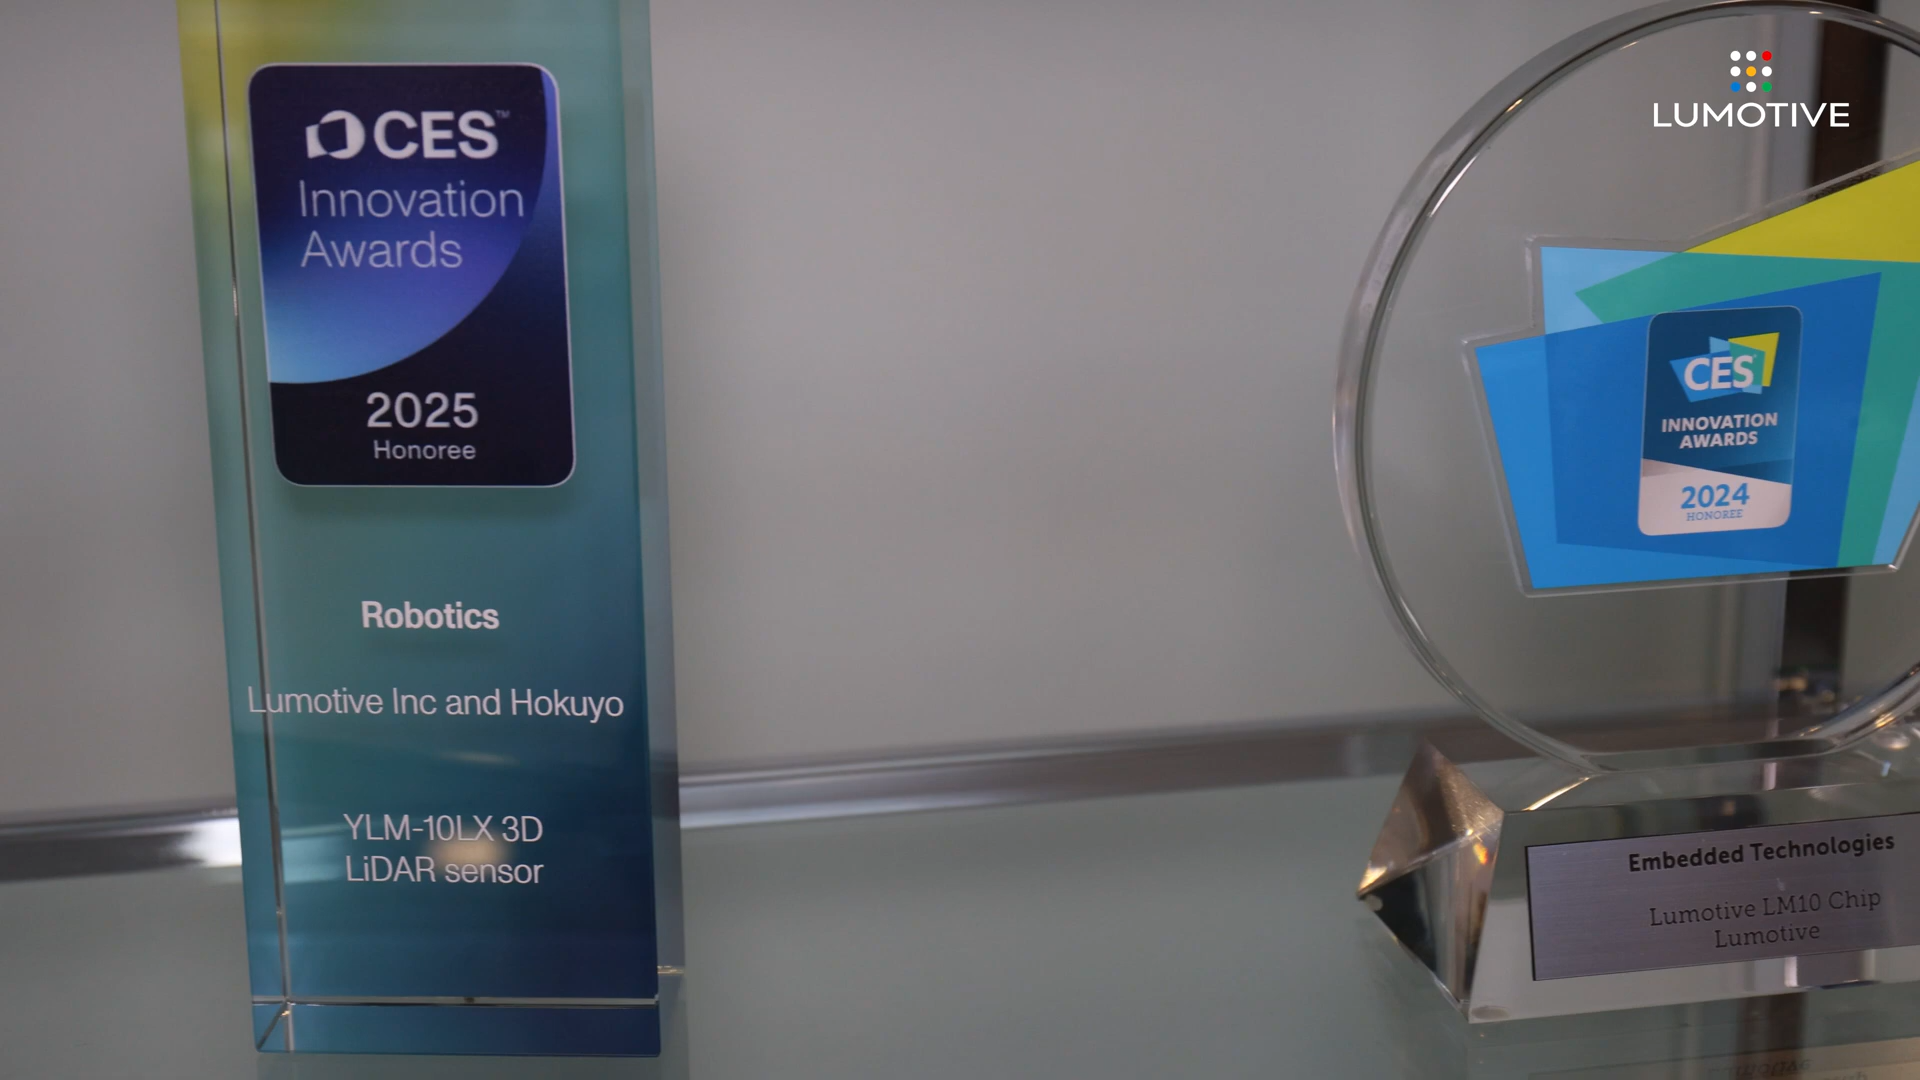 CES™
Innovation
Awards
2025
Honoree
Robotics
Lumotive Inc and Hokuyo
YLM-10LX 3D
LiDAR sensor
LUMOTIVE
CES
INNOVATION
AWARDS
2024
HONOREE
Embedded Technologies
Lumotive LM10 Chip
Lumotive